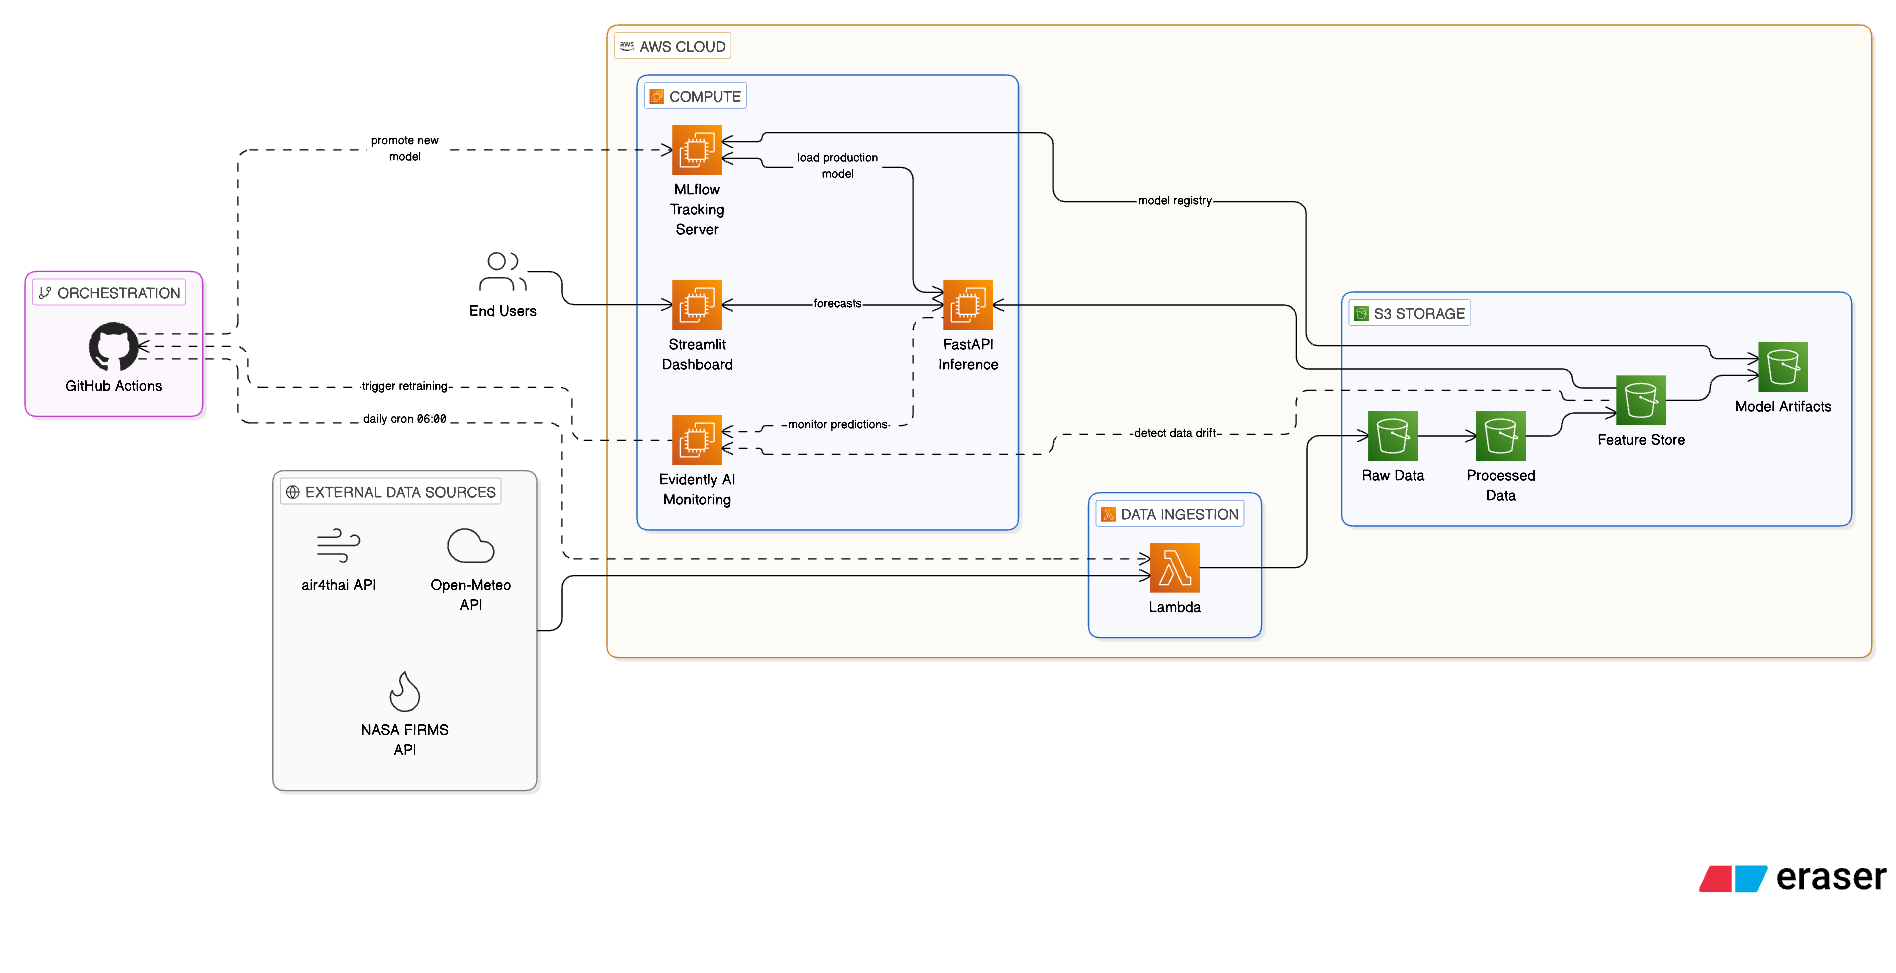 aws AWS CLOUD
COMPUTE
promote new
model
load production
model
MLflow
Tracking
Server
model registry
ORCHESTRATION
GitHub Actions
End Users
forecasts
Streamlit
Dashboard
FastAPI
Inference
S3 STORAGE
Model Artifacts
Feature Store
Raw Data
Processed
Data
trigger retraining
daily cron 06:00
monitor predictions
detect data drift
Evidently AI
Monitoring
EXTERNAL DATA SOURCES
air4thai API
Open-Meteo
API
NASA FIRMS
API
DATA INGESTION
Lambda
eraser